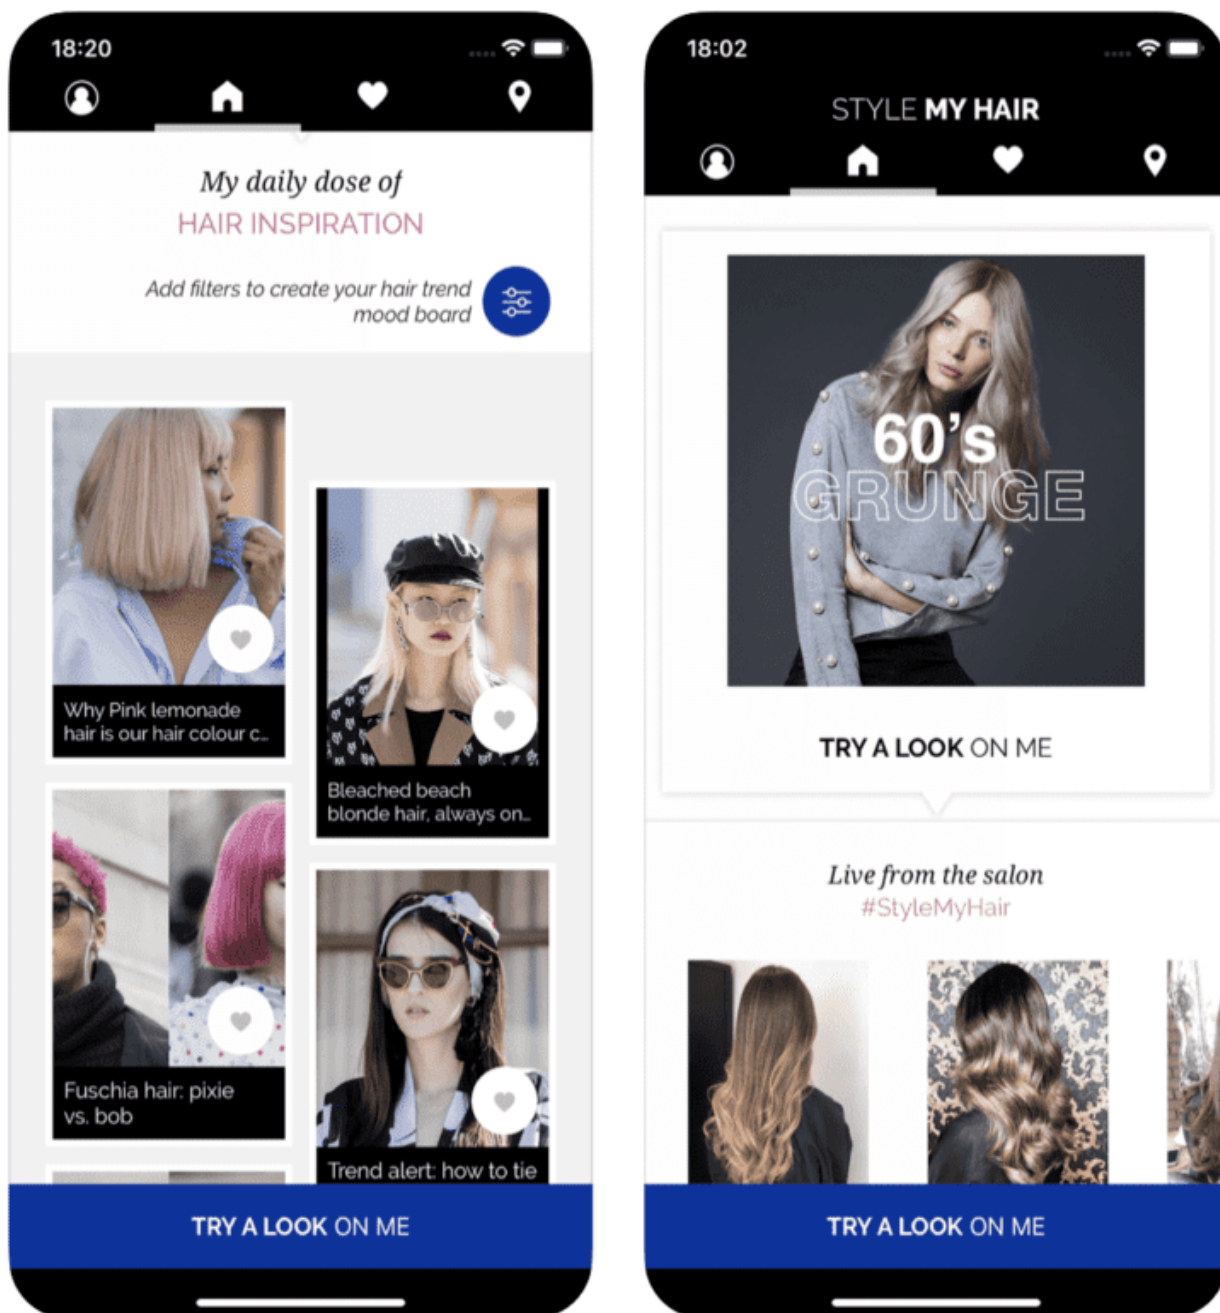 18:20
My daily dose of
HAIR INSPIRATION
Add filters to create your hair trend
mood board
Why Pink lemonade
hair is our hair colour c...
Bleached beach
blonde hair, always on...
Fuschia hair: pixie
vs. bob
Trend alert: how to tie
TRY A LOOK ON ME
18:02
STYLE MY HAIR
60's
GRUNGE
TRY A LOOK ON ME
Live from the salon
#StyleMyHair
TRY A LOOK ON ME